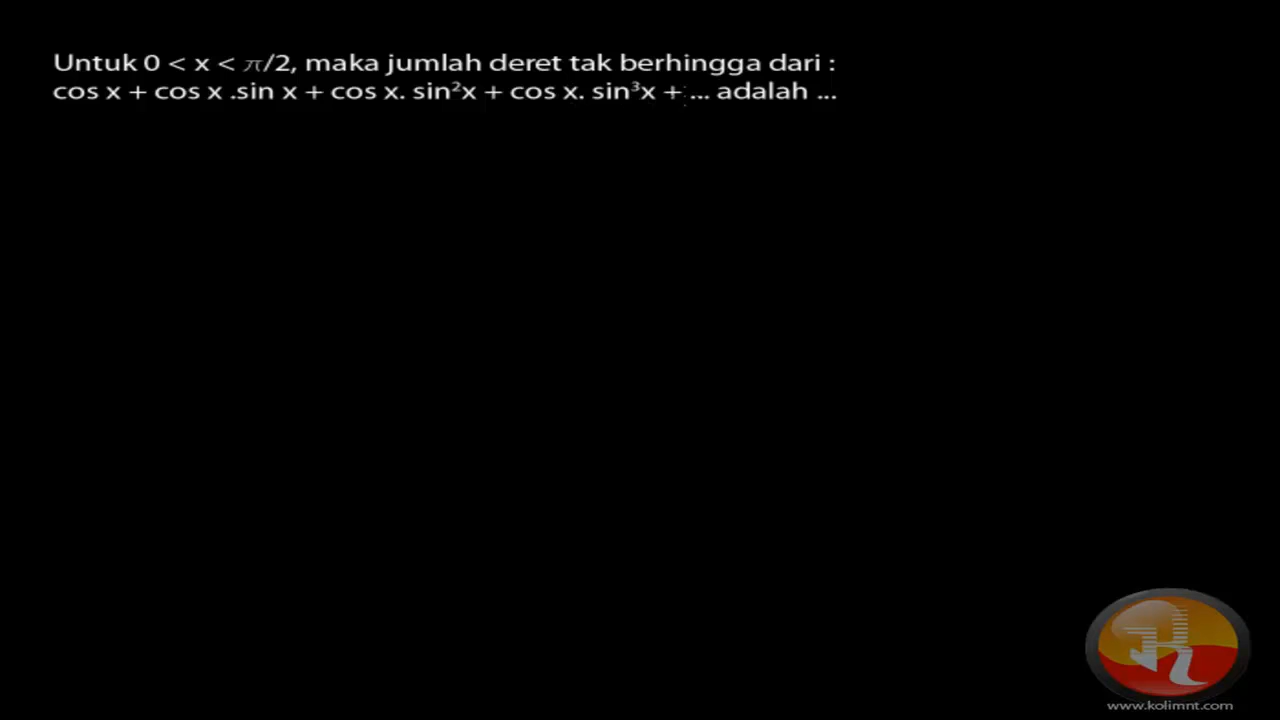 Untuk 0 < x < π/2, maka jumlah deret tak berhingga dari :
cos x + cos x .sin x + cos x. sin²x + cos x. sin³x + ... adalah ...
www.kolimnt.com